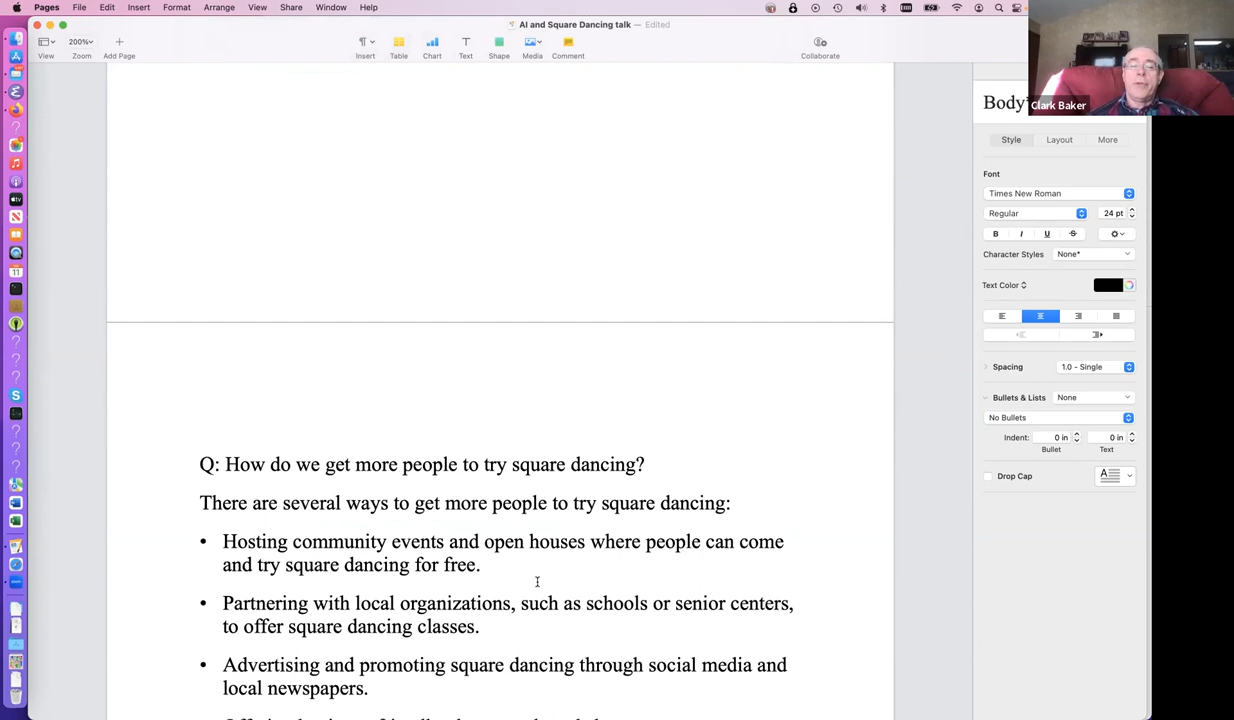 Pages File Edit Insert Format Arrange View Share Window Help
AI and Square Dancing talk — Edited
200%
View Zoom Add Page Insert Table Chart Text Shape Media Comment Collaborate
Clark Baker
Body
Style Layout More
Font
Times New Roman
Regular 24 pt
B I U S
Character Styles None*
Text Color
Spacing 1.0 - Single
Bullets & Lists None
No Bullets
Indent: 0 in 0 in
Bullet Text
Drop Cap
Q: How do we get more people to try square dancing?
There are several ways to get more people to try square dancing:
• Hosting community events and open houses where people can come
and try square dancing for free.
• Partnering with local organizations, such as schools or senior centers,
to offer square dancing classes.
• Advertising and promoting square dancing through social media and
local newspapers.